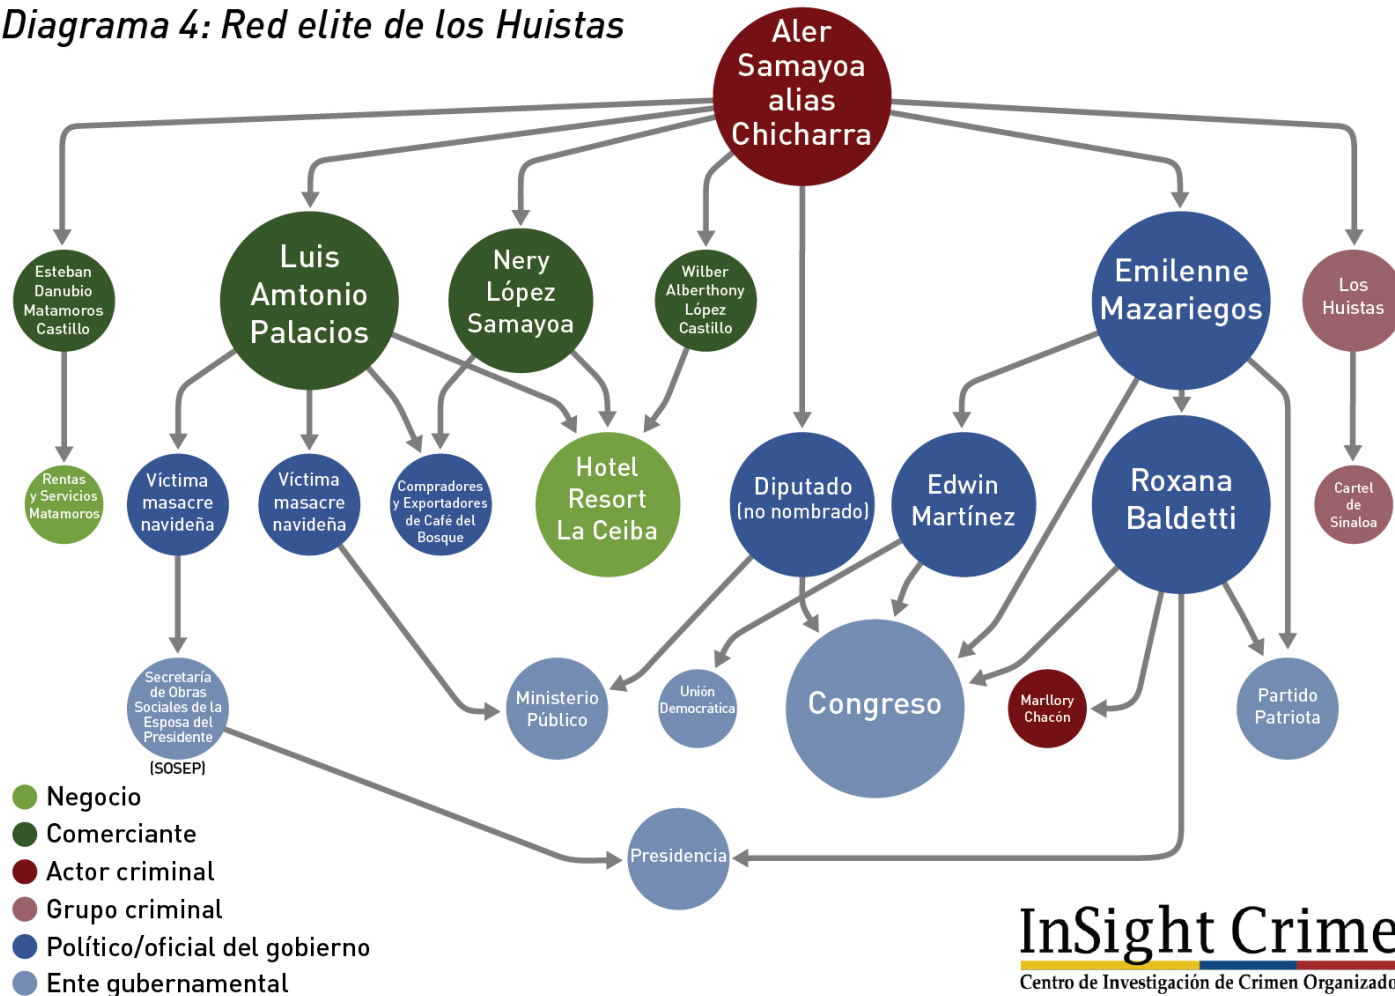 Diagrama 4: Red elite de los Huistas
Aler
Samayoa
alias
Chicharra
Esteban
Danubio
Matamoros
Castillo
Luis
Amtonio
Palacios
Nery
López
Samayoa
Wilber
Alberthony
López
Castillo
Emilenne
Mazariegos
Los
Huistas
Rentas
y Servicios
Matamoros
Víctima
masacre
navideña
Víctima
masacre
navideña
Compradores
y Exportadores
de Café del
Bosque
Hotel
Resort
La Ceiba
Diputado
(no nombrado)
Edwin
Martínez
Roxana
Baldetti
Cartel
de
Sinaloa
Secretaría
de Obras
Sociales de la
Esposa del
Presidente
(SOSEP)
Ministerio
Público
Unión
Democrática
Congreso
Marllory
Chacón
Partido
Patriota
Presidencia
Negocio
Comerciante
Actor criminal
Grupo criminal
Político/oficial del gobierno
Ente gubernamental
InSight Crime
Centro de Investigación de Crimen Organizado